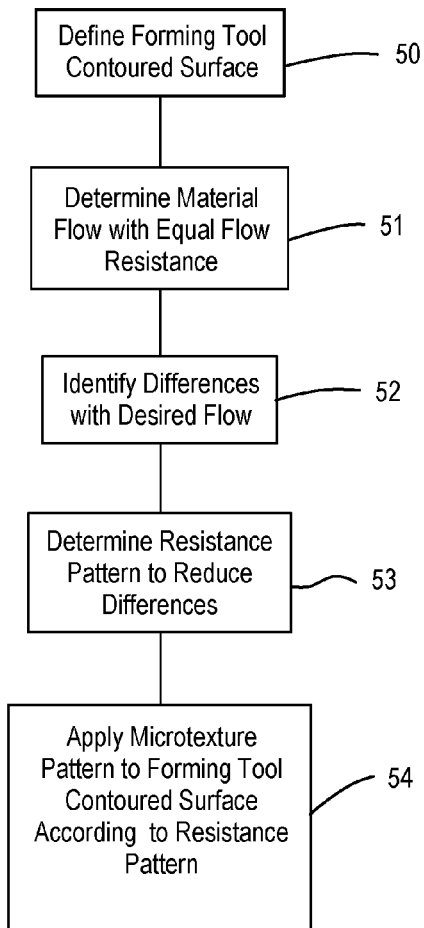 Define Forming Tool
Contoured Surface
50
Determine Material
Flow with Equal Flow
Resistance
51
Identify Differences
with Desired Flow
52
Determine Resistance
Pattern to Reduce
Differences
53
Apply Microtexture
Pattern to Forming Tool
Contoured Surface
According to Resistance
Pattern
54